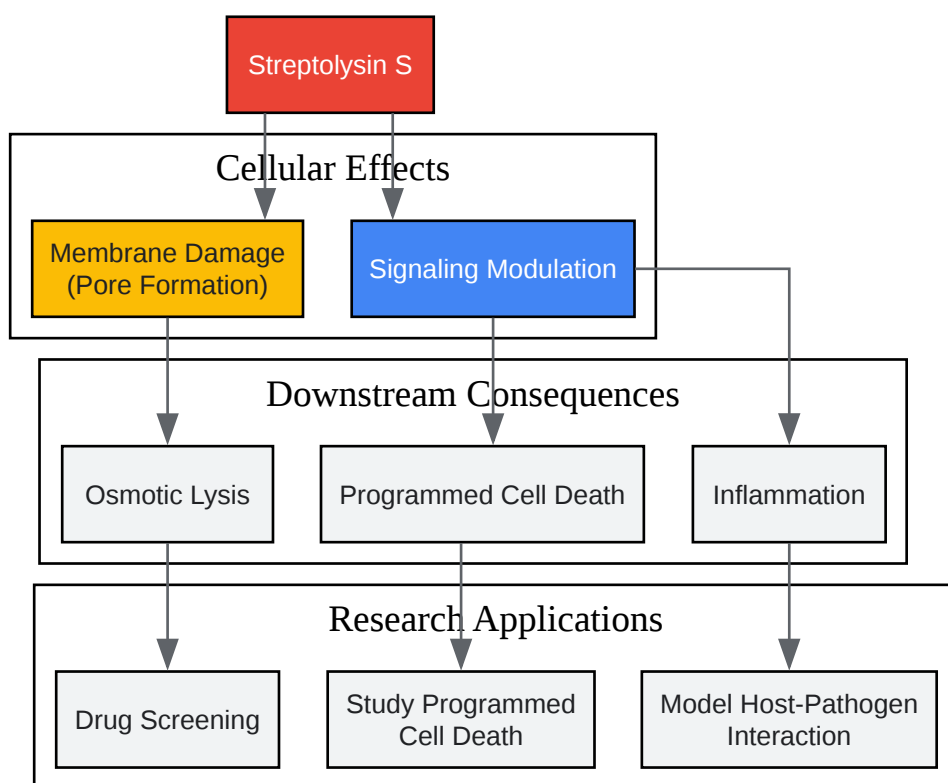 Streptolysin S
Cellular Effects
Membrane Damage
(Pore Formation)
Signaling Modulation
Downstream Consequences
Osmotic Lysis
Programmed Cell Death
Inflammation
Research Applications
Drug Screening
Study Programmed
Cell Death
Model Host-Pathogen
Interaction